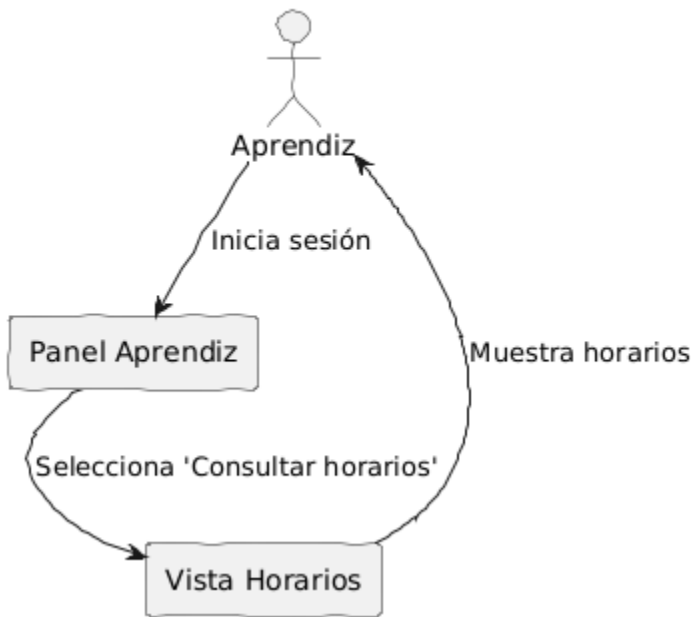 Aprendiz
Inicia sesión
Panel Aprendiz
Muestra horarios
Selecciona 'Consultar horarios'
Vista Horarios